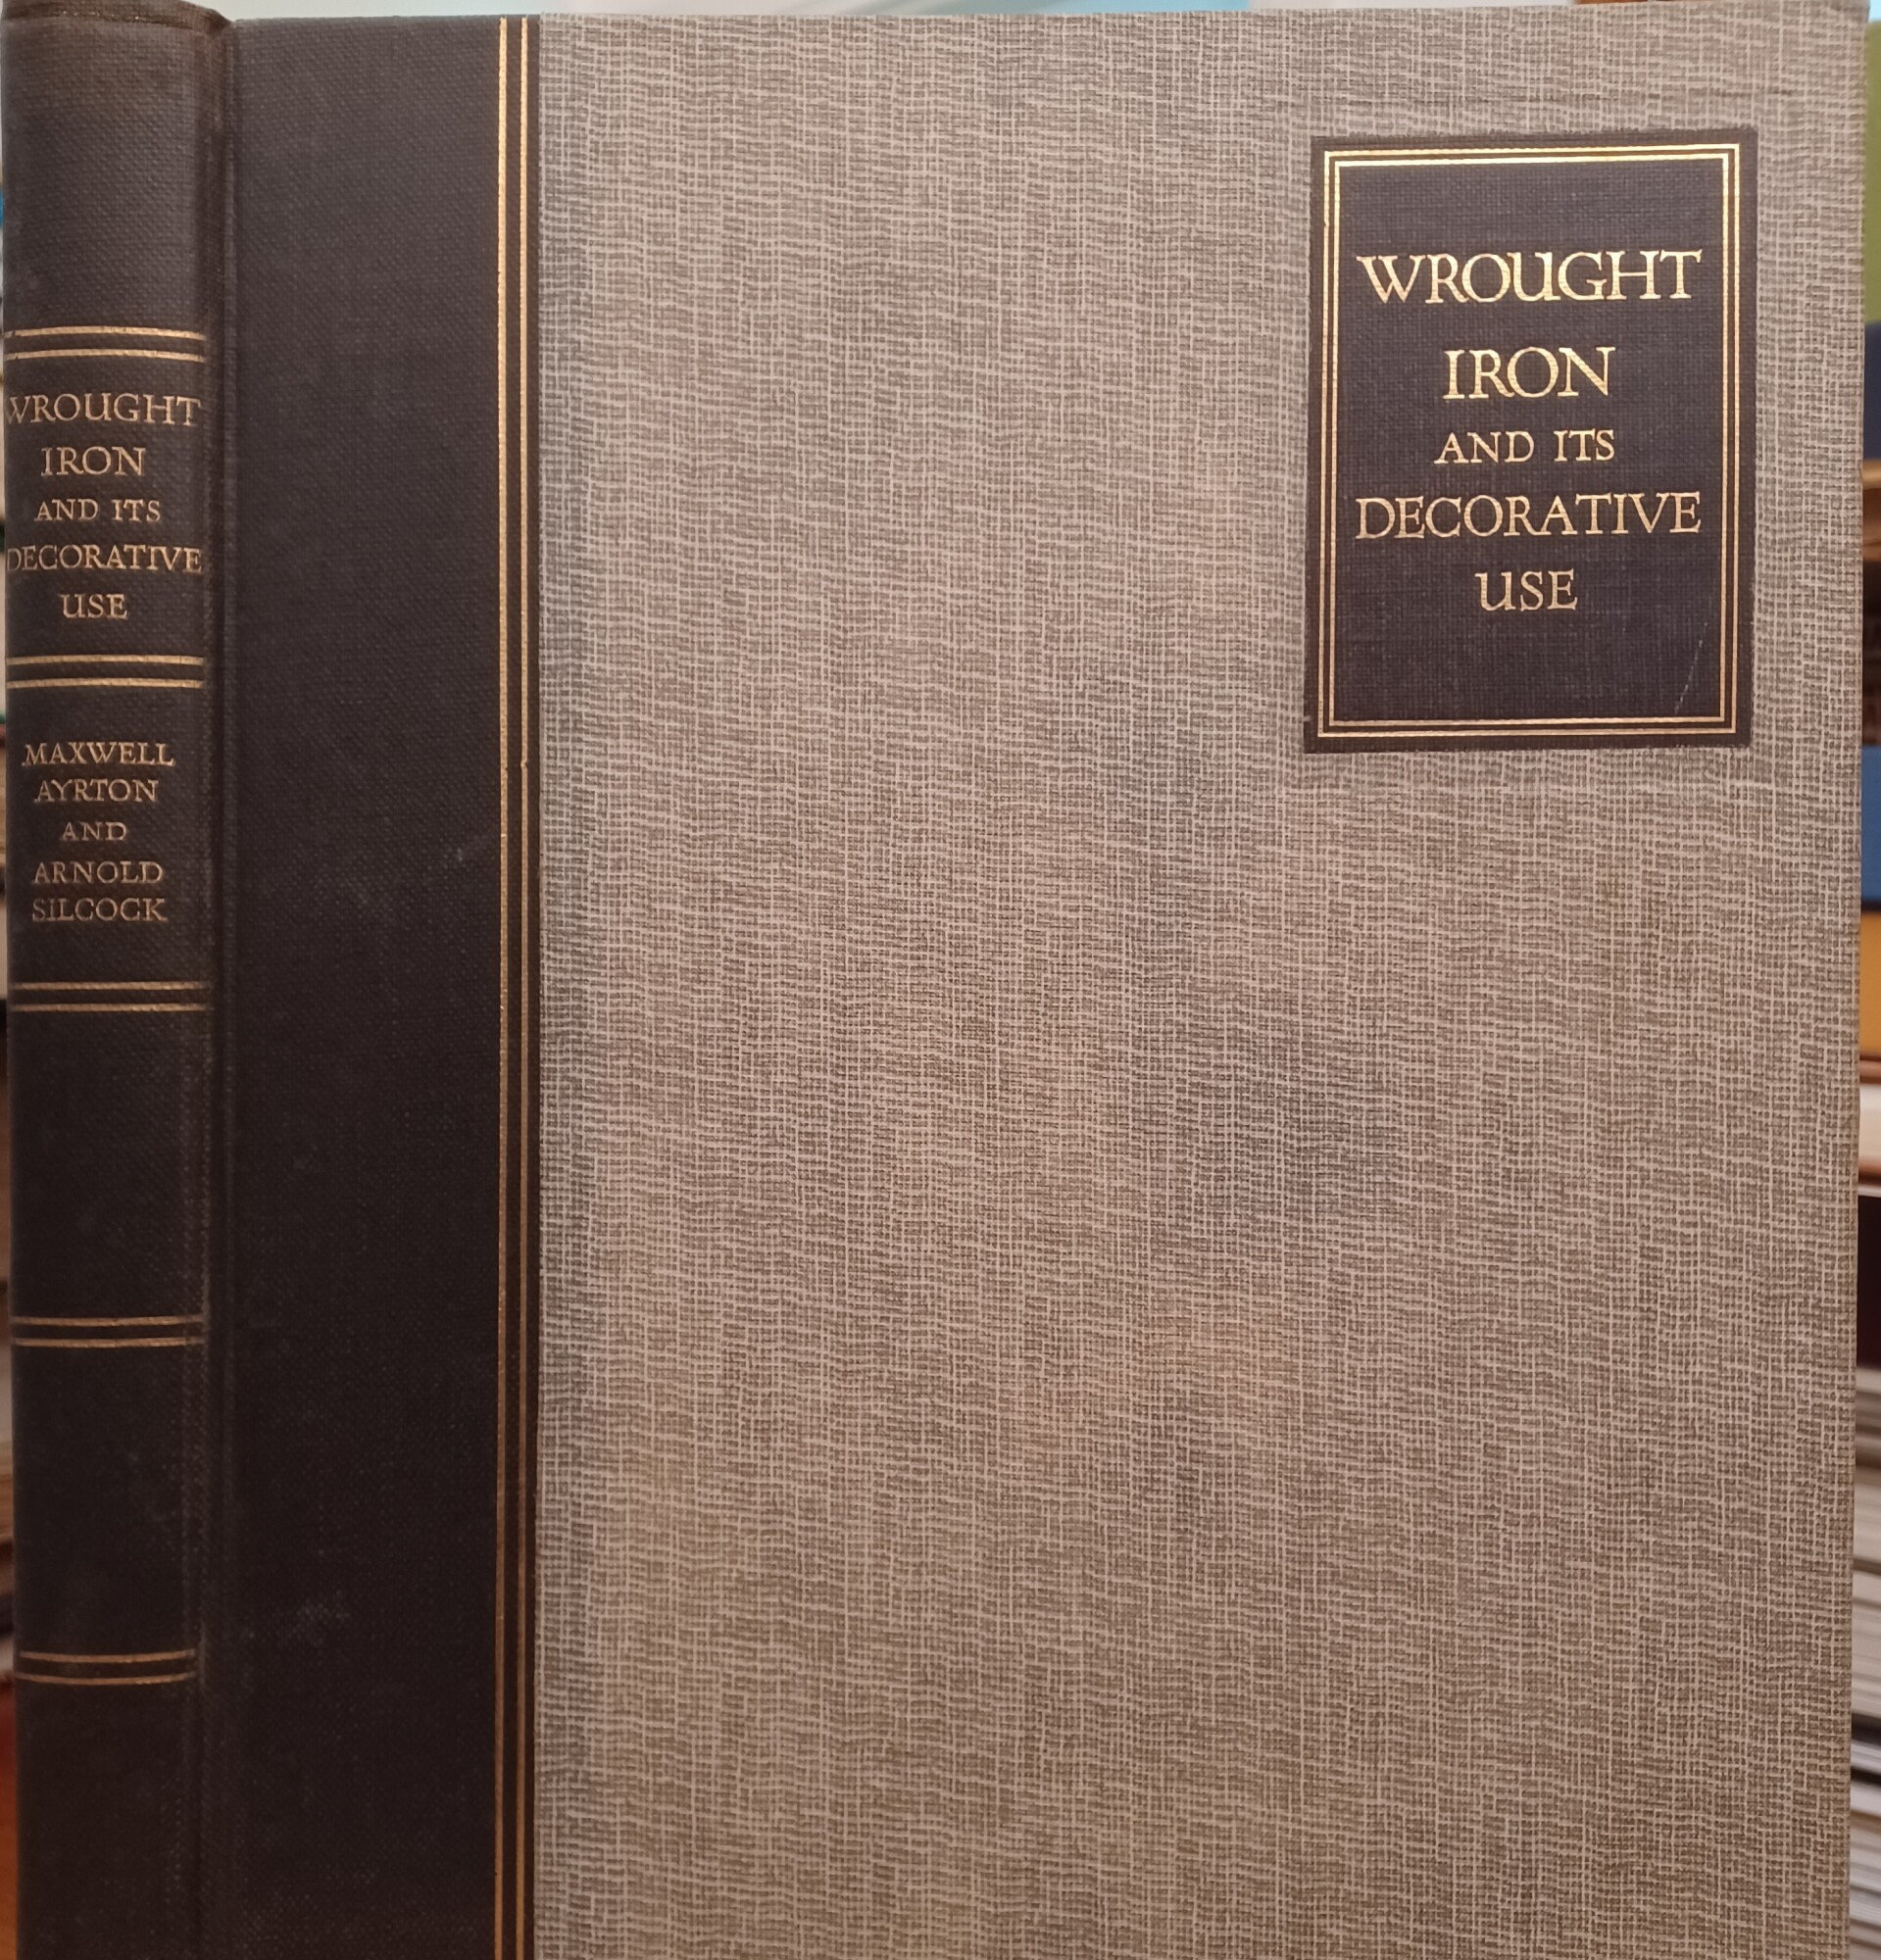 WROUGHT
IRON
AND ITS
DECORATIVE
USE
MAXWELL
AYRTON
AND
ARNOLD
SILCOCK
WROUGHT
IRON
AND ITS
DECORATIVE
USE